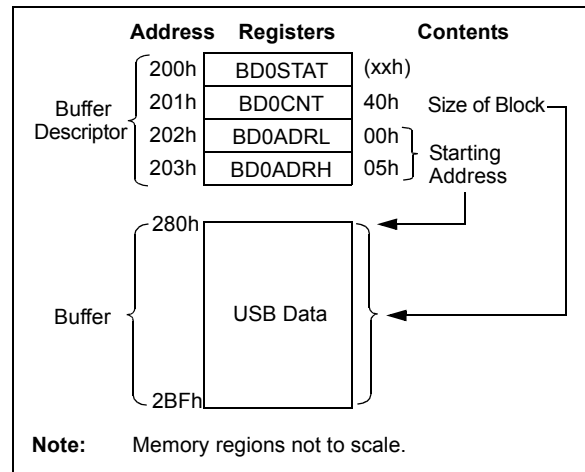 Address Registers Contents
200h BD0STAT (xxh)
201h BD0CNT 40h Size of Block
Buffer
Descriptor
202h BD0ADRL 00h
203h BD0ADRH 05h
Starting
Address
280h
Buffer
USB Data
2BFh
Note: Memory regions not to scale.